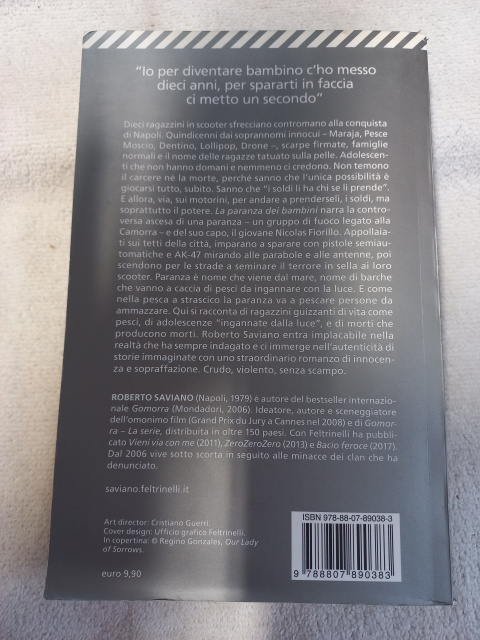 “Io per diventare bambino c’ho messo
dieci anni, per spararti in faccia
ci metto un secondo”
Dieci ragazzini in scooter sfrecciano contromano alla conquista
di Napoli. Quindicenni dai soprannomi innocui – Maraja, Pesce
Moscio, Dentino, Lollipop, Drone –, scarpe firmate, famiglie
normali e il nome delle ragazze tatuato sulla pelle. Adolescen-
ti che non hanno domani e nemmeno ci credono. Non temono
il carcere né la morte, perché sanno che l’unica possibilità è
giocarsi tutto, subito. Sanno che “i soldi li ha chi se li prende”.
E allora, via, sui motorini, per andare a prenderseli, i soldi, ma
soprattutto il potere. La paranza dei bambini narra la contro-
versa ascesa di una paranza – un gruppo di fuoco legato alla
Camorra – e del suo capo, il giovane Nicolas Fiorillo. Appollaia-
ti sui tetti della città, imparano a sparare con pistole semiau-
tomatiche e AK-47 mirando alle parabole e alle antenne, poi
scendono per le strade a seminare il terrore in sella ai loro
scooter. Paranza è nome che viene dal mare, nome di barche
che vanno a caccia di pesci da ingannare con la luce. E come
nella pesca a strascico la paranza va a pescare persone da
ammazzare. Qui si racconta di ragazzini guizzanti di vita come
pesci, di adolescenze “ingannate dalla luce”, e di morti che
producono morti. Roberto Saviano entra implacabile nella
realtà che ha sempre indagato e ci immerge nell’autenticità di
storie immaginate con uno straordinario romanzo di innocen-
za e sopraffazione. Crudo, violento, senza scampo.
ROBERTO SAVIANO (Napoli, 1979) è autore del bestseller internazio-
nale Gomorra (Mondadori, 2006). Ideatore, autore e sceneggiatore
dell’omonimo film (Grand Prix du Jury a Cannes nel 2008) e di Gomor-
ra – La serie, distribuita in oltre 150 paesi. Con Feltrinelli ha pubbli-
cato Vieni via con me (2011), ZeroZeroZero (2013) e Bacio feroce (2017).
Dal 2006 vive sotto scorta in seguito alle minacce dei clan che ha
denunciato.
saviano.feltrinelli.it
Art director: Cristiano Guerri.
Cover design: Ufficio grafico Feltrinelli.
In copertina: © Regino Gonzales, Our Lady
of Sorrows.
euro 9,90
ISBN 978-88-07-89038-3
9 788807 890383